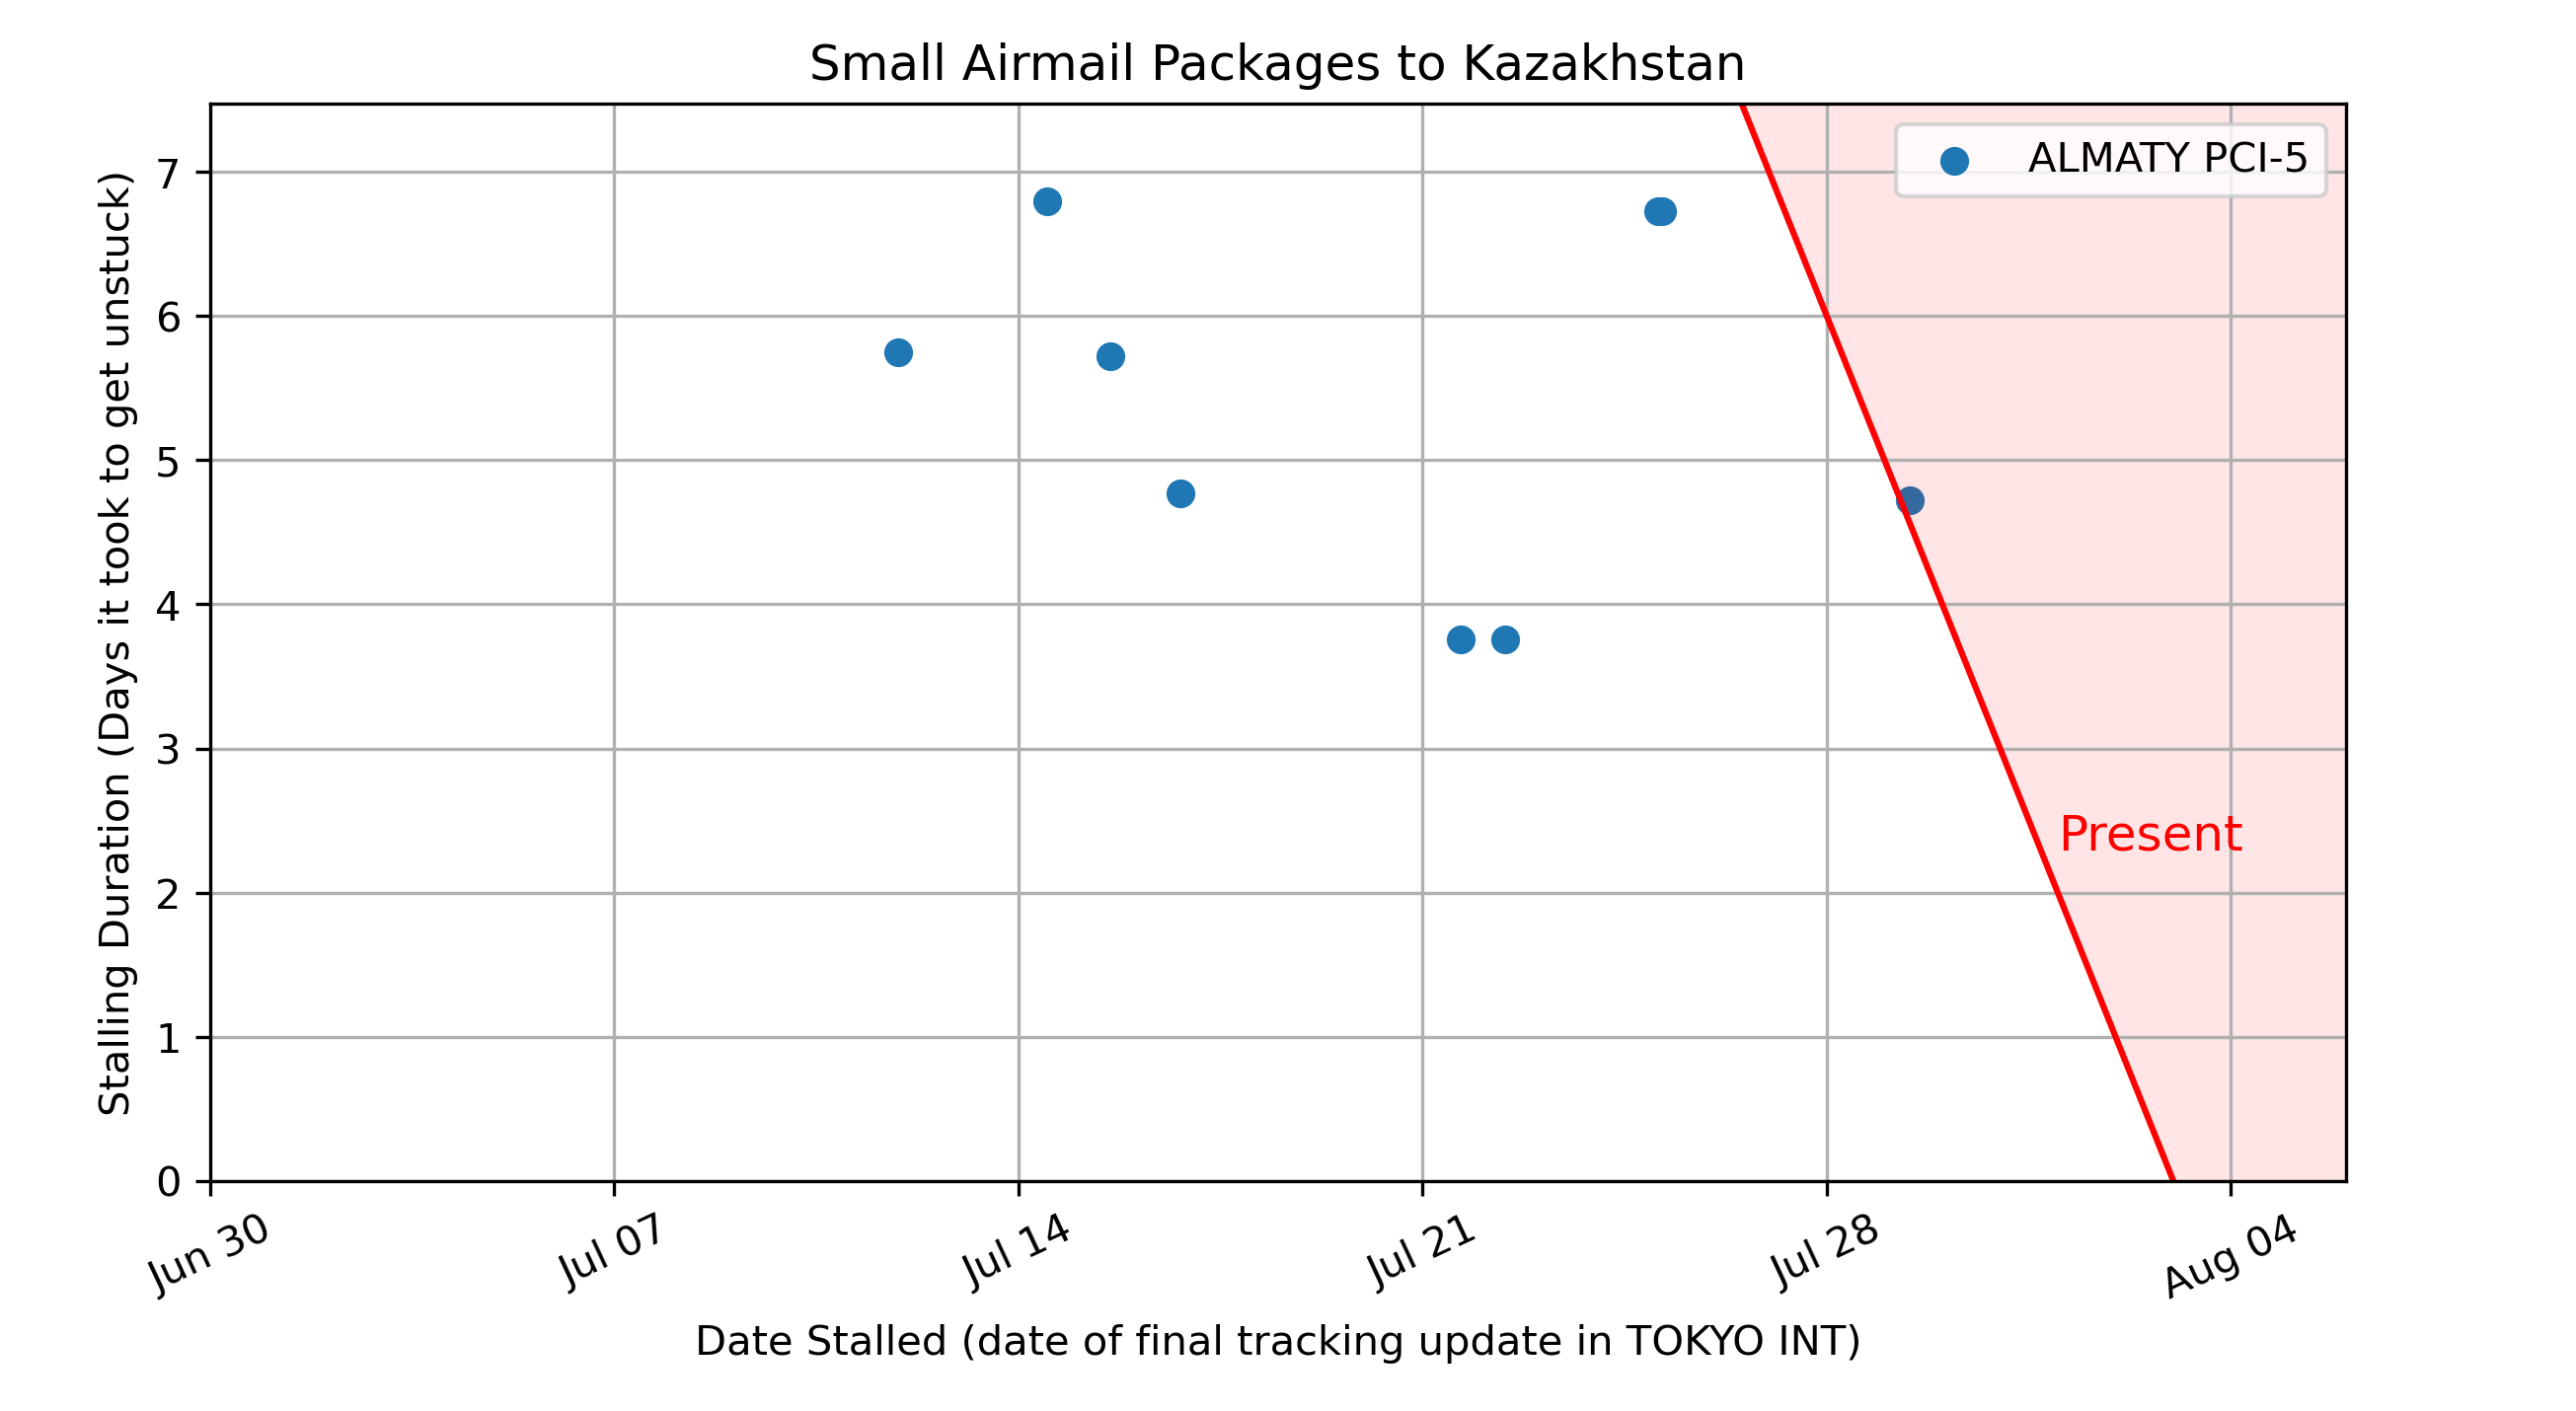 Small Airmail Packages to Kazakhstan
ALMATY PCI-5
Stalling Duration (Days it took to get unstuck)
7
6
5
4
3
2
1
0
Present
Jun 30
Jul 07
Jul 14
Jul 21
Jul 28
Aug 04
Date Stalled (date of final tracking update in TOKYO INT)